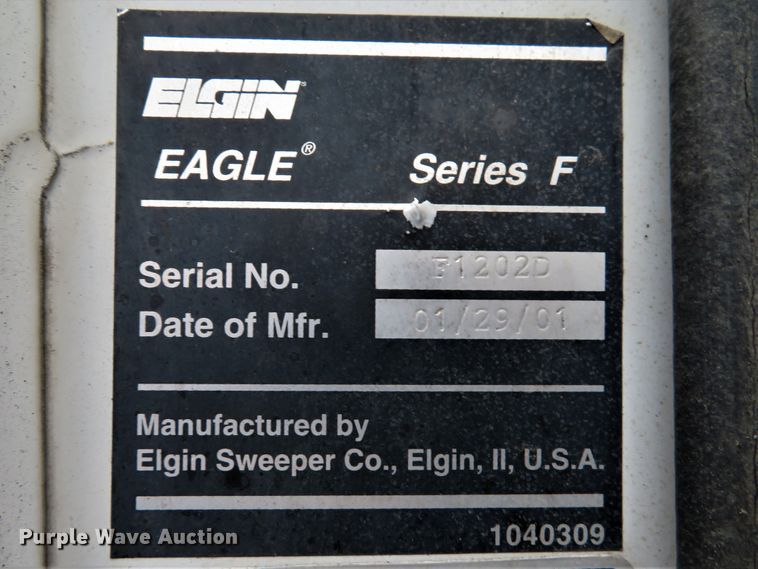 ELGIN
EAGLE® Series F
Serial No. F1202D
Date of Mfr. 01/29/01
Manufactured by
Elgin Sweeper Co., Elgin, Il, U.S.A.
1040309
Purple Wave Auction